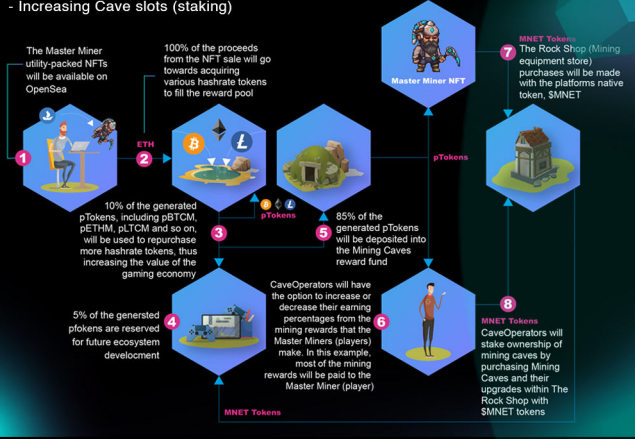 - Increasing Cave slots (staking)
The Master Miner
utility-packed NFTs
will be available on
OpenSea
1
100% of the proceeds
from the NFT sale will go
towards acquiring
various hashrate tokens
to fill the reward pool
ETH
2
Master Miner NFT
MNET Tokens
7
The Rock Shop (Mining
equipment store)
purchases will be made
with the platforms native
token, $MNET
pTokens
10% of the generated
pTokens, including pBTCM,
pETHM, pLTCM and so on,
will be used to repurchase
more hashrate tokens, thus
increasing the value of the
gaming economy
3
pTokens
5
85% of the
generated pTokens
will be deposited into
the Mining Caves
reward fund
5% of the genersted
pfokens are reserved
for future ecosystem
develocment
4
CaveOperators will have
the option to increase or
decrease their earning
percentages from the
mining rewards that the
Master Miners (players)
make. In this example,
most of the mining
rewards will be paid to the
Master Miner (player)
6
8
MNET Tokens
CaveOperators will
stake ownership of
mining caves by
purchasing Mining
Caves and their
upgrades within The
Rock Shop with
$MNET tokens
MNET Tokens